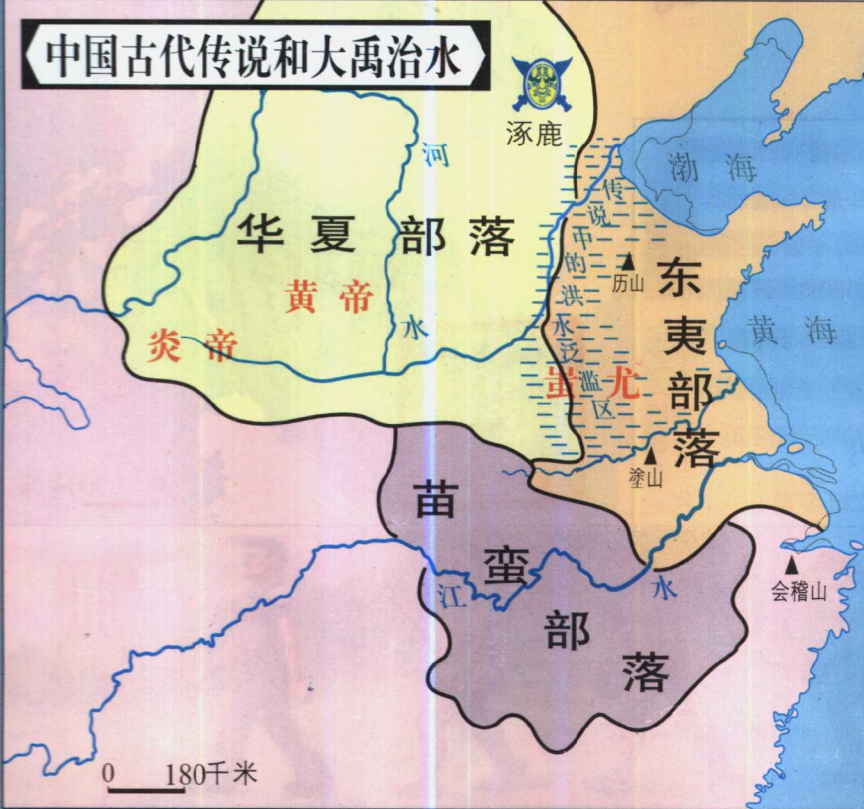 中国古代传说和大禹治水
涿鹿
河
渤海
华夏部落
传说中的洪水泛滥区
历山
东夷部落
黄帝
炎帝
水
黄海
蚩尤
塗山
苗蛮部落
江
水
会稽山
0 180千米